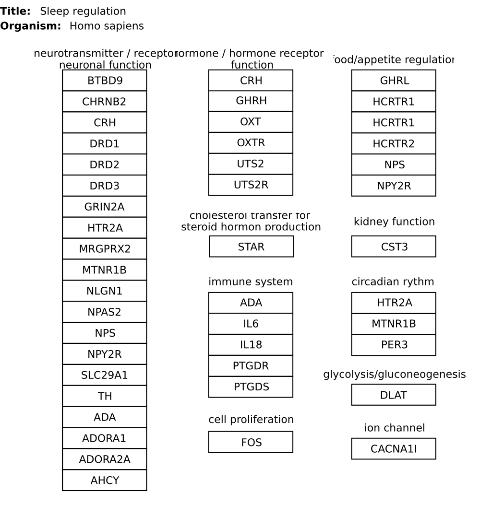 Title: Sleep regulation
Organism: Homo sapiens
neurotransmitter / receptor
neuronal function
BTBD9
CHRNB2
CRH
DRD1
DRD2
DRD3
GRIN2A
HTR2A
MRGPRX2
MTNR1B
NLGN1
NPAS2
NPS
NPY2R
SLC29A1
TH
ADA
ADORA1
ADORA2A
AHCY
hormone / hormone receptor
function
CRH
GHRH
OXT
OXTR
UTS2
UTS2R
cholesterol transfer for
steroid hormon production
STAR
immune system
ADA
IL6
IL18
PTGDR
PTGDS
cell proliferation
FOS
food/appetite regulation
GHRL
HCRTR1
HCRTR1
HCRTR2
NPS
NPY2R
kidney function
CST3
circadian rythm
HTR2A
MTNR1B
PER3
glycolysis/gluconeogenesis
DLAT
ion channel
CACNA1I